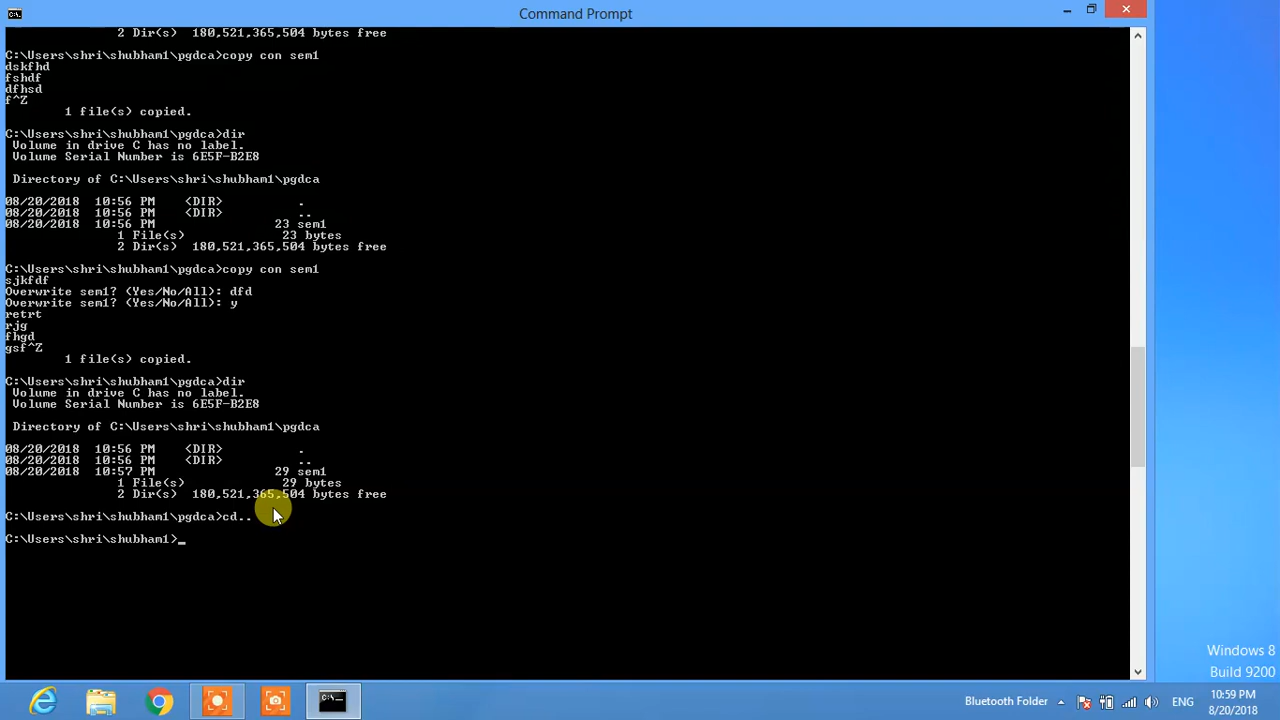 Command Prompt
2 Dir(s)  180,521,365,504 bytes free
C:\Users\shri\shubham1\pgdca>copy con sem1
dskfhd
fshdf
dfhsd
f^Z
1 file(s) copied.
C:\Users\shri\shubham1\pgdca>dir
Volume in drive C has no label.
Volume Serial Number is 6E5F-B2E8
Directory of C:\Users\shri\shubham1\pgdca
08/20/2018  10:56 PM    <DIR>          .
08/20/2018  10:56 PM    <DIR>          ..
08/20/2018  10:56 PM                23 sem1
1 File(s)             23 bytes
2 Dir(s)  180,521,365,504 bytes free
C:\Users\shri\shubham1\pgdca>copy con sem1
sjkfdf
Overwrite sem1? (Yes/No/All): dfd
Overwrite sem1? (Yes/No/All): y
retrt
rjg
fhgd
gsf^Z
1 file(s) copied.
C:\Users\shri\shubham1\pgdca>dir
Volume in drive C has no label.
Volume Serial Number is 6E5F-B2E8
Directory of C:\Users\shri\shubham1\pgdca
08/20/2018  10:56 PM    <DIR>          .
08/20/2018  10:56 PM    <DIR>          ..
08/20/2018  10:57 PM                29 sem1
1 File(s)             29 bytes
2 Dir(s)  180,521,365,504 bytes free
C:\Users\shri\shubham1\pgdca>cd..
C:\Users\shri\shubham1>_
Windows 8
Build 9200
Bluetooth Folder
ENG
10:59 PM
8/20/2018